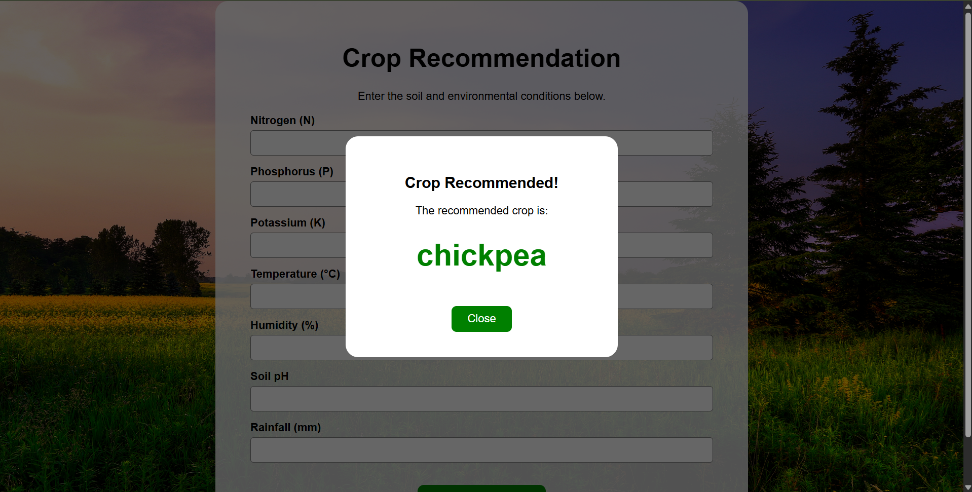 Crop Recommendation
Enter the soil and environmental conditions below.
Nitrogen (N)
Phosphorus (P)
Potassium (K)
Temperature (°C)
Humidity (%)
Soil pH
Rainfall (mm)
Crop Recommended!
The recommended crop is:
chickpea
Close